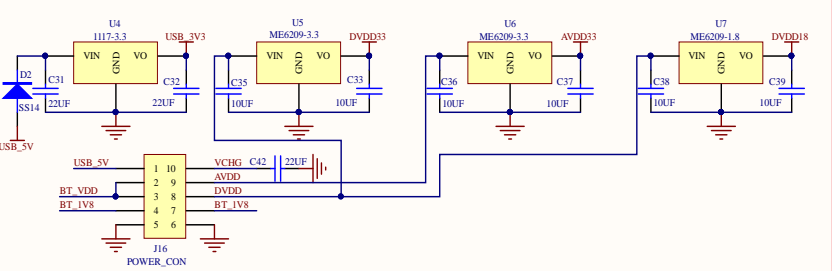 U4
1117-3.3
USB_3V3
VIN
GND
VO
D2
SS14
C31
22UF
C32
22UF
USB_5V
U5
ME6209-3.3
DVDD33
VIN
GND
VO
C35
10UF
C33
10UF
U6
ME6209-3.3
AVDD33
VIN
GND
VO
C36
10UF
C37
10UF
U7
ME6209-1.8
DVDD18
VIN
GND
VO
C38
10UF
C39
10UF
USB_5V 1 10 VCHG C42 22UF
2 9 AVDD
BT_VDD 3 8 DVDD
BT_1V8 4 7 BT_1V8
5 6
J16
POWER_CON